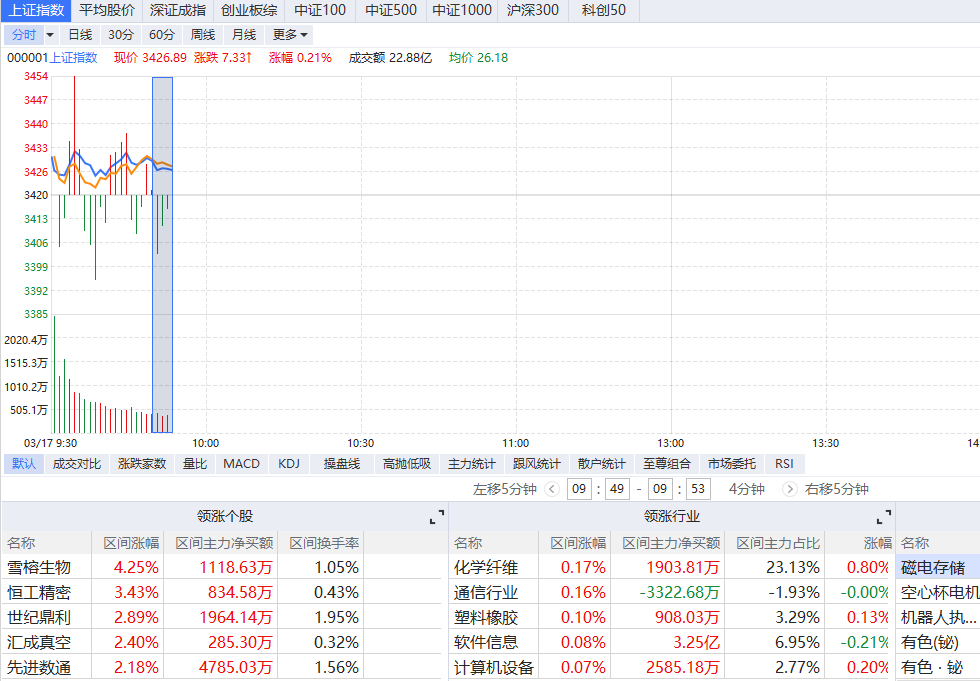 上证指数 平均股价 深证成指 创业板综 中证100 中证500 中证1000 沪深300 科创50
分时 日线 30分 60分 周线 月线 更多
000001上证指数 现价 3426.89 涨跌 7.33↑ 涨幅 0.21% 成交额 22.88亿 均价 26.18
3454
3447
3440
3433
3426
3420
3413
3406
3399
3392
3385
2020.4万
1515.3万
1010.2万
505.1万
03/17 9:30 10:00 10:30 11:00 13:00 13:30 14
默认 成交对比 涨跌家数 量比 MACD KDJ 操盘线 高抛低吸 主力统计 跟风统计 散户统计 至尊组合 市场委托 RSI
左移5分钟 09 : 49 - 09 : 53 4分钟 右移5分钟
领涨个股 领涨行业
名称 区间涨幅 区间主力净买额 区间换手率 名称 区间涨幅 区间主力净买额 区间主力占比 涨幅 名称
雪榕生物 4.25% 1118.63万 1.05% 化学纤维 0.17% 1903.81万 23.13% 0.80% 磁电存储
恒工精密 3.43% 834.58万 0.43% 通信行业 0.16% -3322.68万 -1.93% -0.00% 空心杯电机
世纪鼎利 2.89% 1964.14万 1.95% 塑料橡胶 0.10% 908.03万 3.29% 0.13% 机器人执...
汇成真空 2.40% 285.30万 0.32% 软件信息 0.08% 3.25亿 6.95% -0.21% 有色(铋)
先进数通 2.18% 4785.03万 1.56% 计算机设备 0.07% 2585.18万 2.77% 0.20% 有色 · 铋